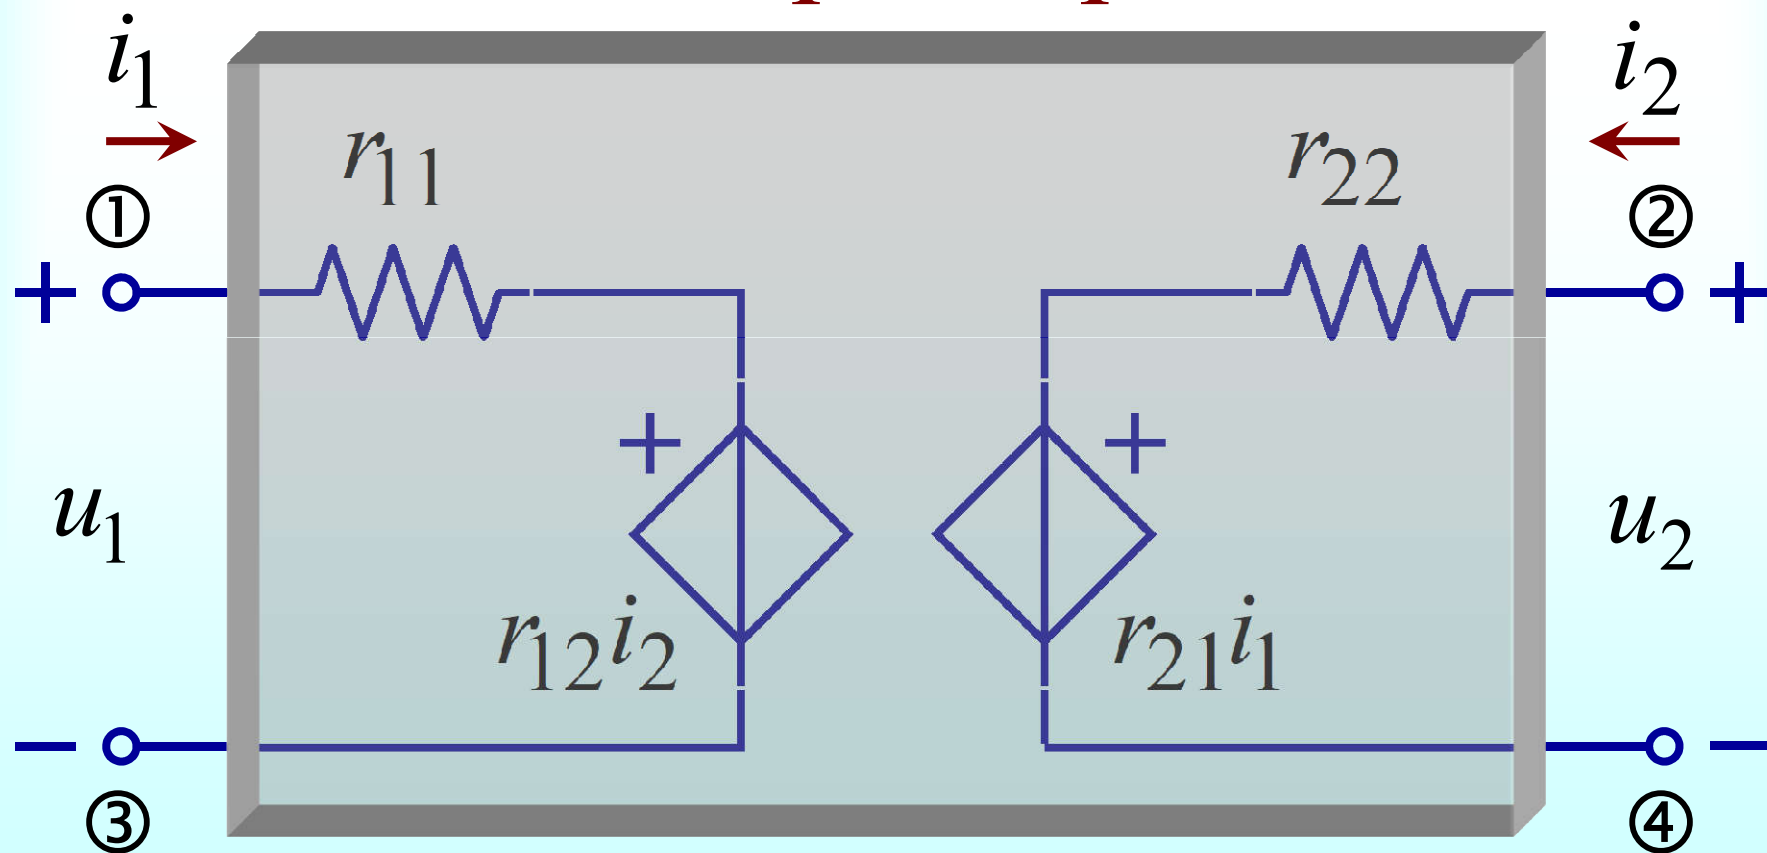 i1 i2
r11 r22
① ②
+ +
+ +
u1 u2
r12i2 r21i1
− −
③ ④